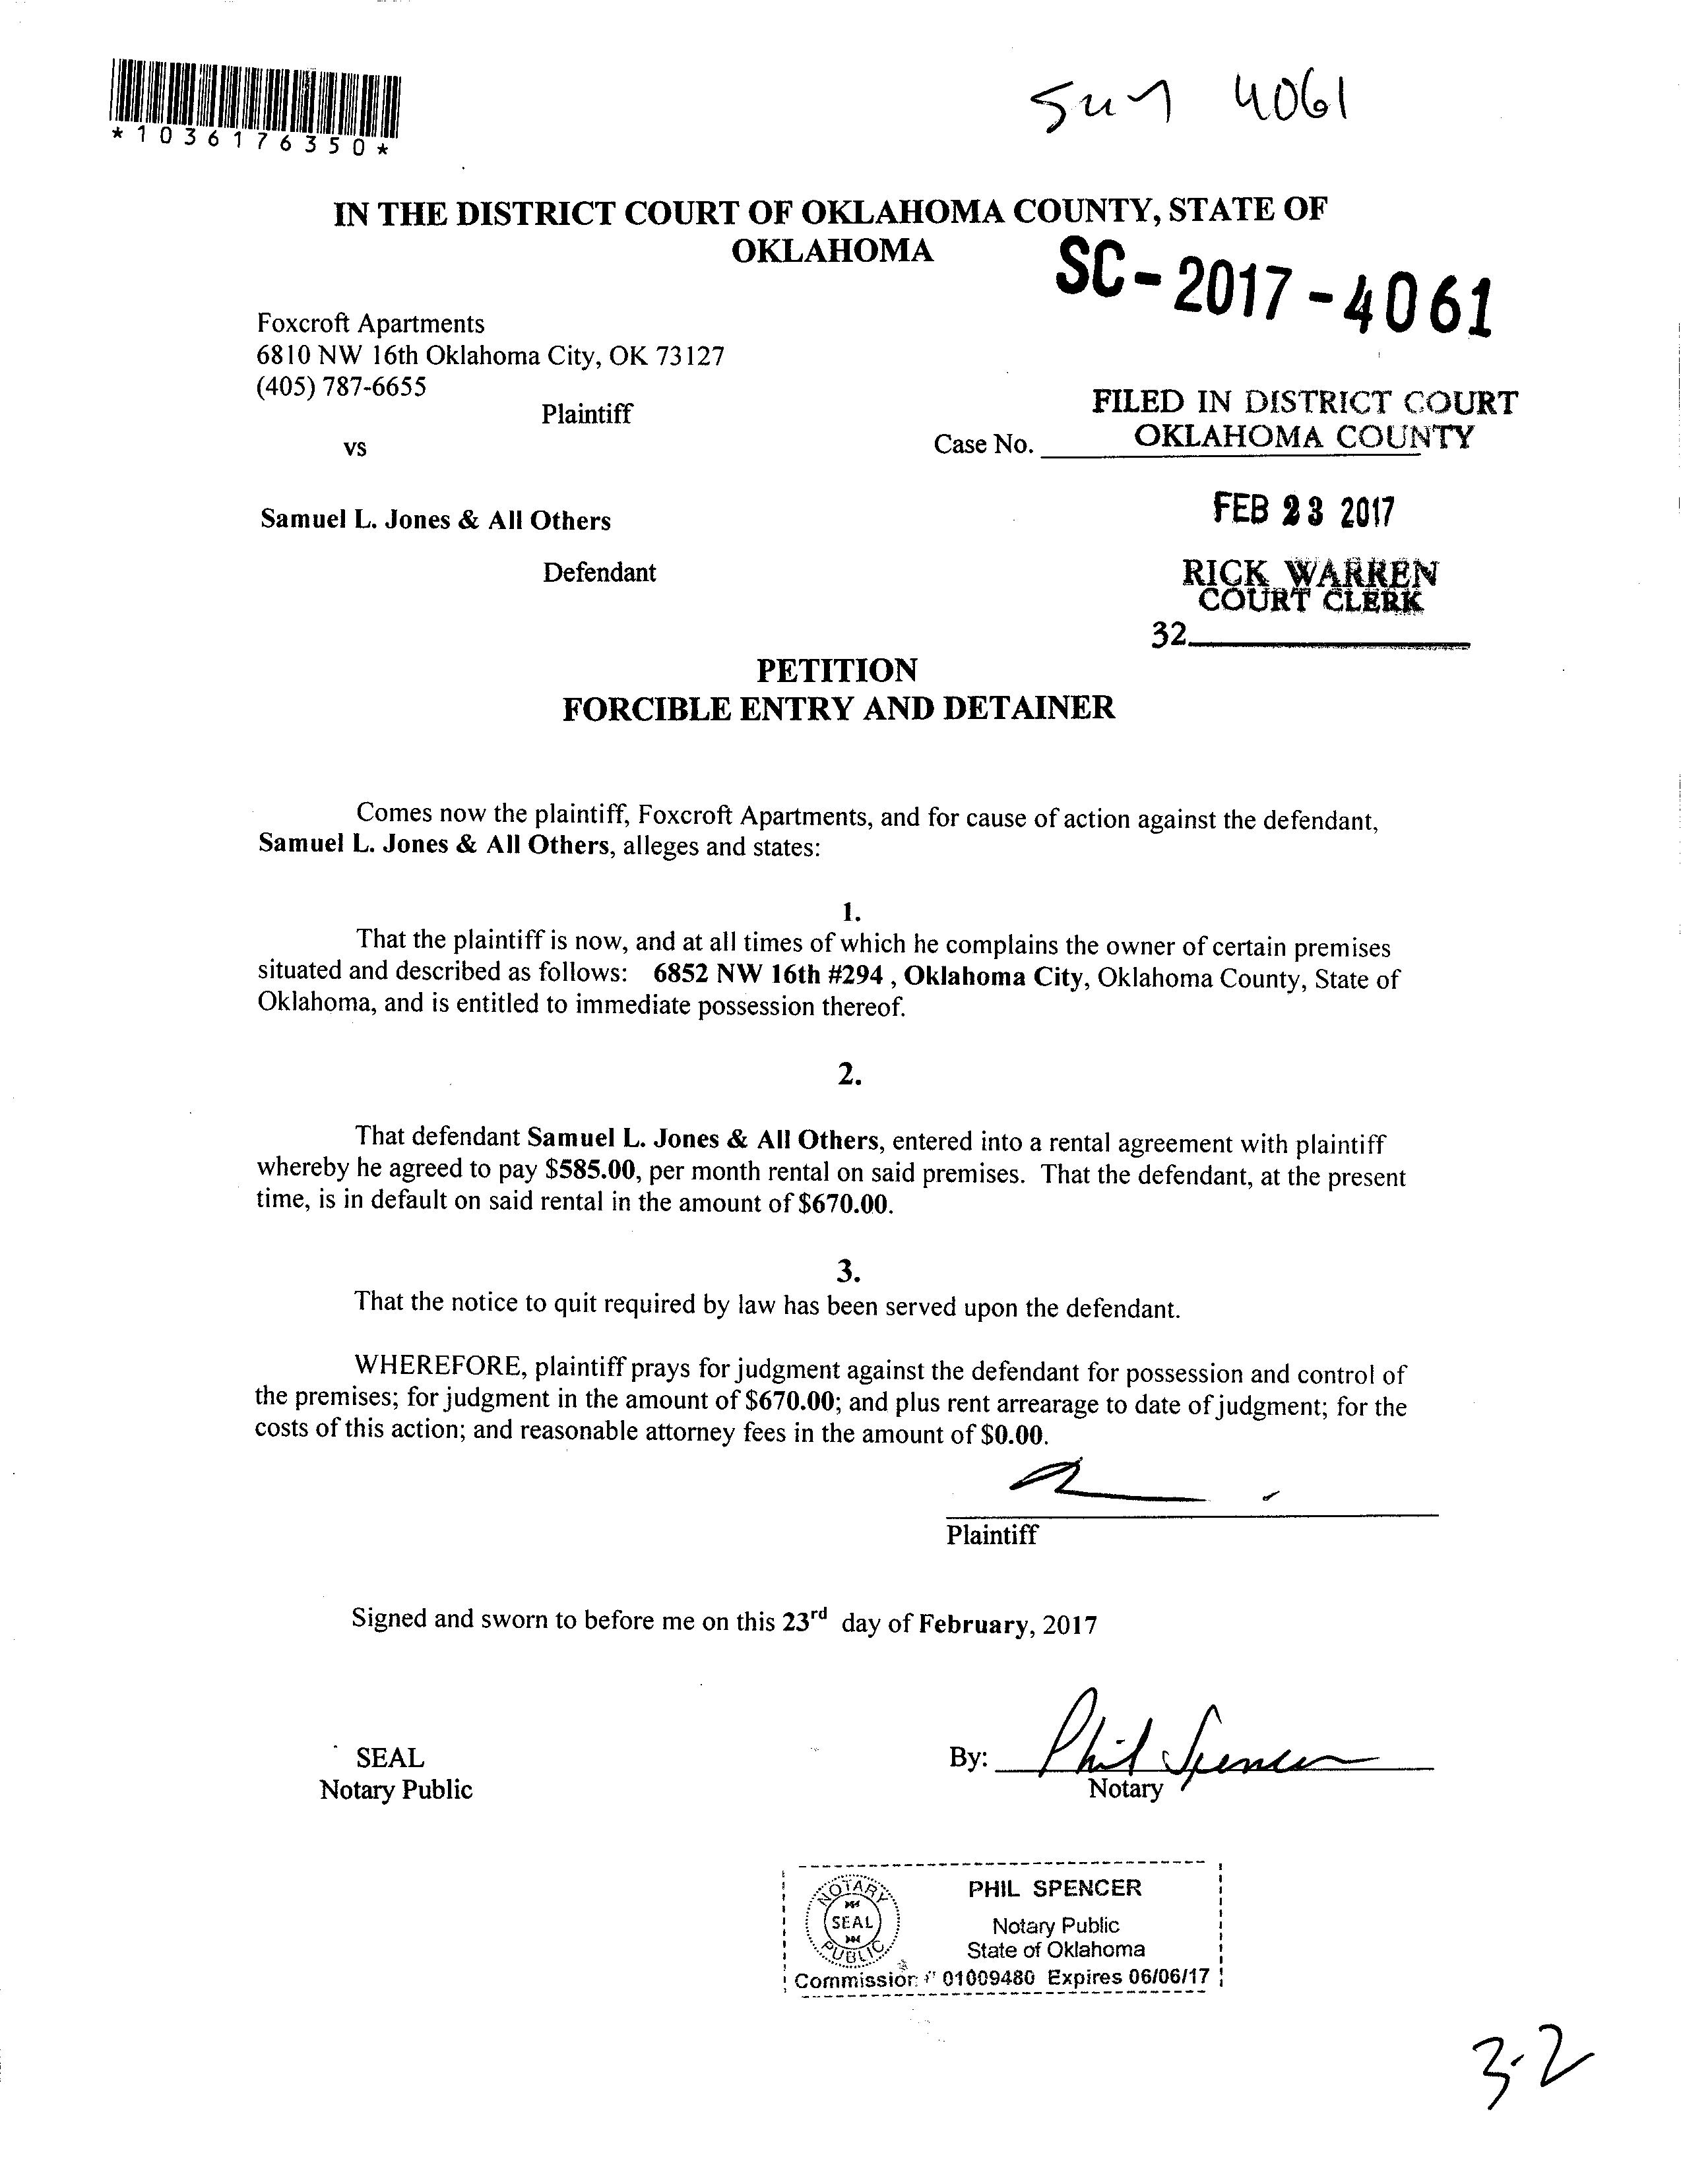 *1036176350*
4061
IN THE DISTRICT COURT OF OKLAHOMA COUNTY, STATE OF
OKLAHOMA
SC-2017-4061
Foxcroft Apartments
6810 NW 16th Oklahoma City, OK 73127
(405) 787-6655
Plaintiff
FILED IN DISTRICT COURT
OKLAHOMA COUNTY
vs
Case No.
Samuel L. Jones & All Others
FEB 23 2017
Defendant
RICK WARREN
COURT CLERK
32
PETITION
FORCIBLE ENTRY AND DETAINER
Comes now the plaintiff, Foxcroft Apartments, and for cause of action against the defendant,
Samuel L. Jones & All Others, alleges and states:
1.
That the plaintiff is now, and at all times of which he complains the owner of certain premises
situated and described as follows: 6852 NW 16th #294 , Oklahoma City, Oklahoma County, State of
Oklahoma, and is entitled to immediate possession thereof.
2.
That defendant Samuel L. Jones & All Others, entered into a rental agreement with plaintiff
whereby he agreed to pay $585.00, per month rental on said premises. That the defendant, at the present
time, is in default on said rental in the amount of $670.00.
3.
That the notice to quit required by law has been served upon the defendant.
WHEREFORE, plaintiff prays for judgment against the defendant for possession and control of
the premises; for judgment in the amount of $670.00; and plus rent arrearage to date of judgment; for the
costs of this action; and reasonable attorney fees in the amount of $0.00.
Plaintiff
Signed and sworn to before me on this 23rd day of February, 2017
SEAL
Notary Public
By: Phil Spencer
Notary
NOTARY
SEAL
PUBLIC
PHIL SPENCER
Notary Public
State of Oklahoma
Commission # 01009480 Expires 06/06/17
3-2